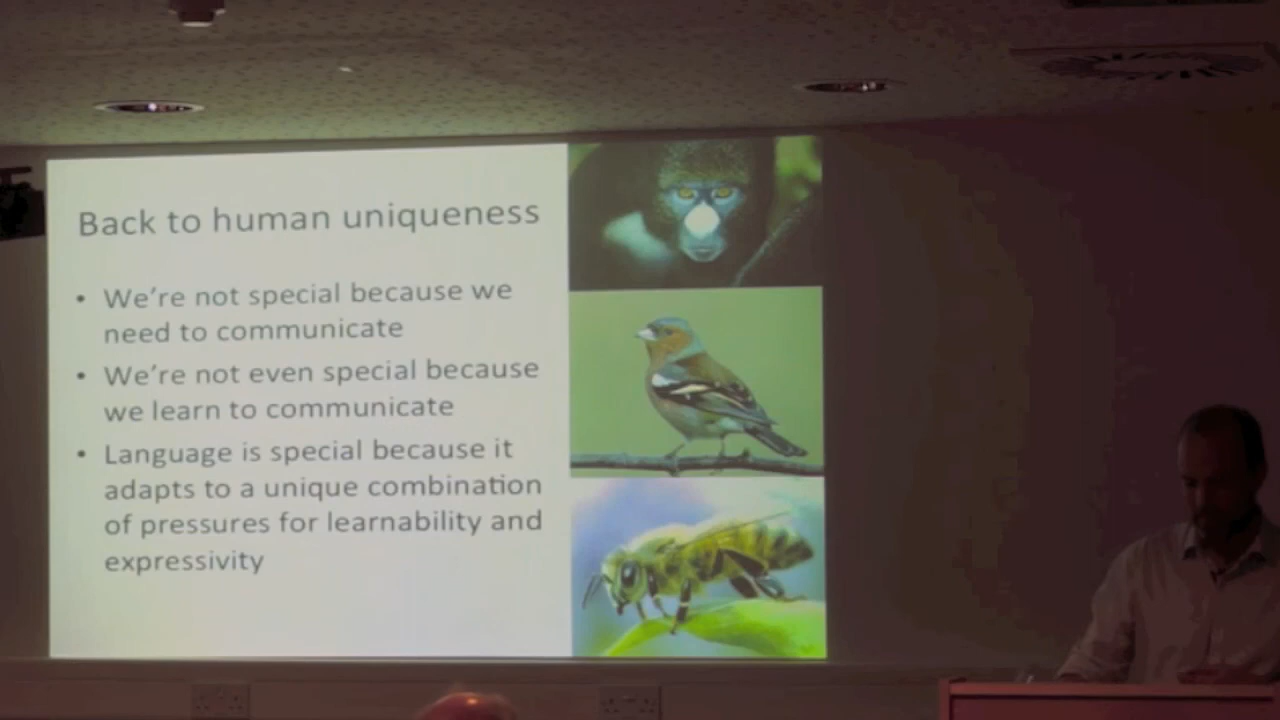 Back to human uniqueness
• We're not special because we
need to communicate
• We're not even special because
we learn to communicate
• Language is special because it
adapts to a unique combination
of pressures for learnability and
expressivity